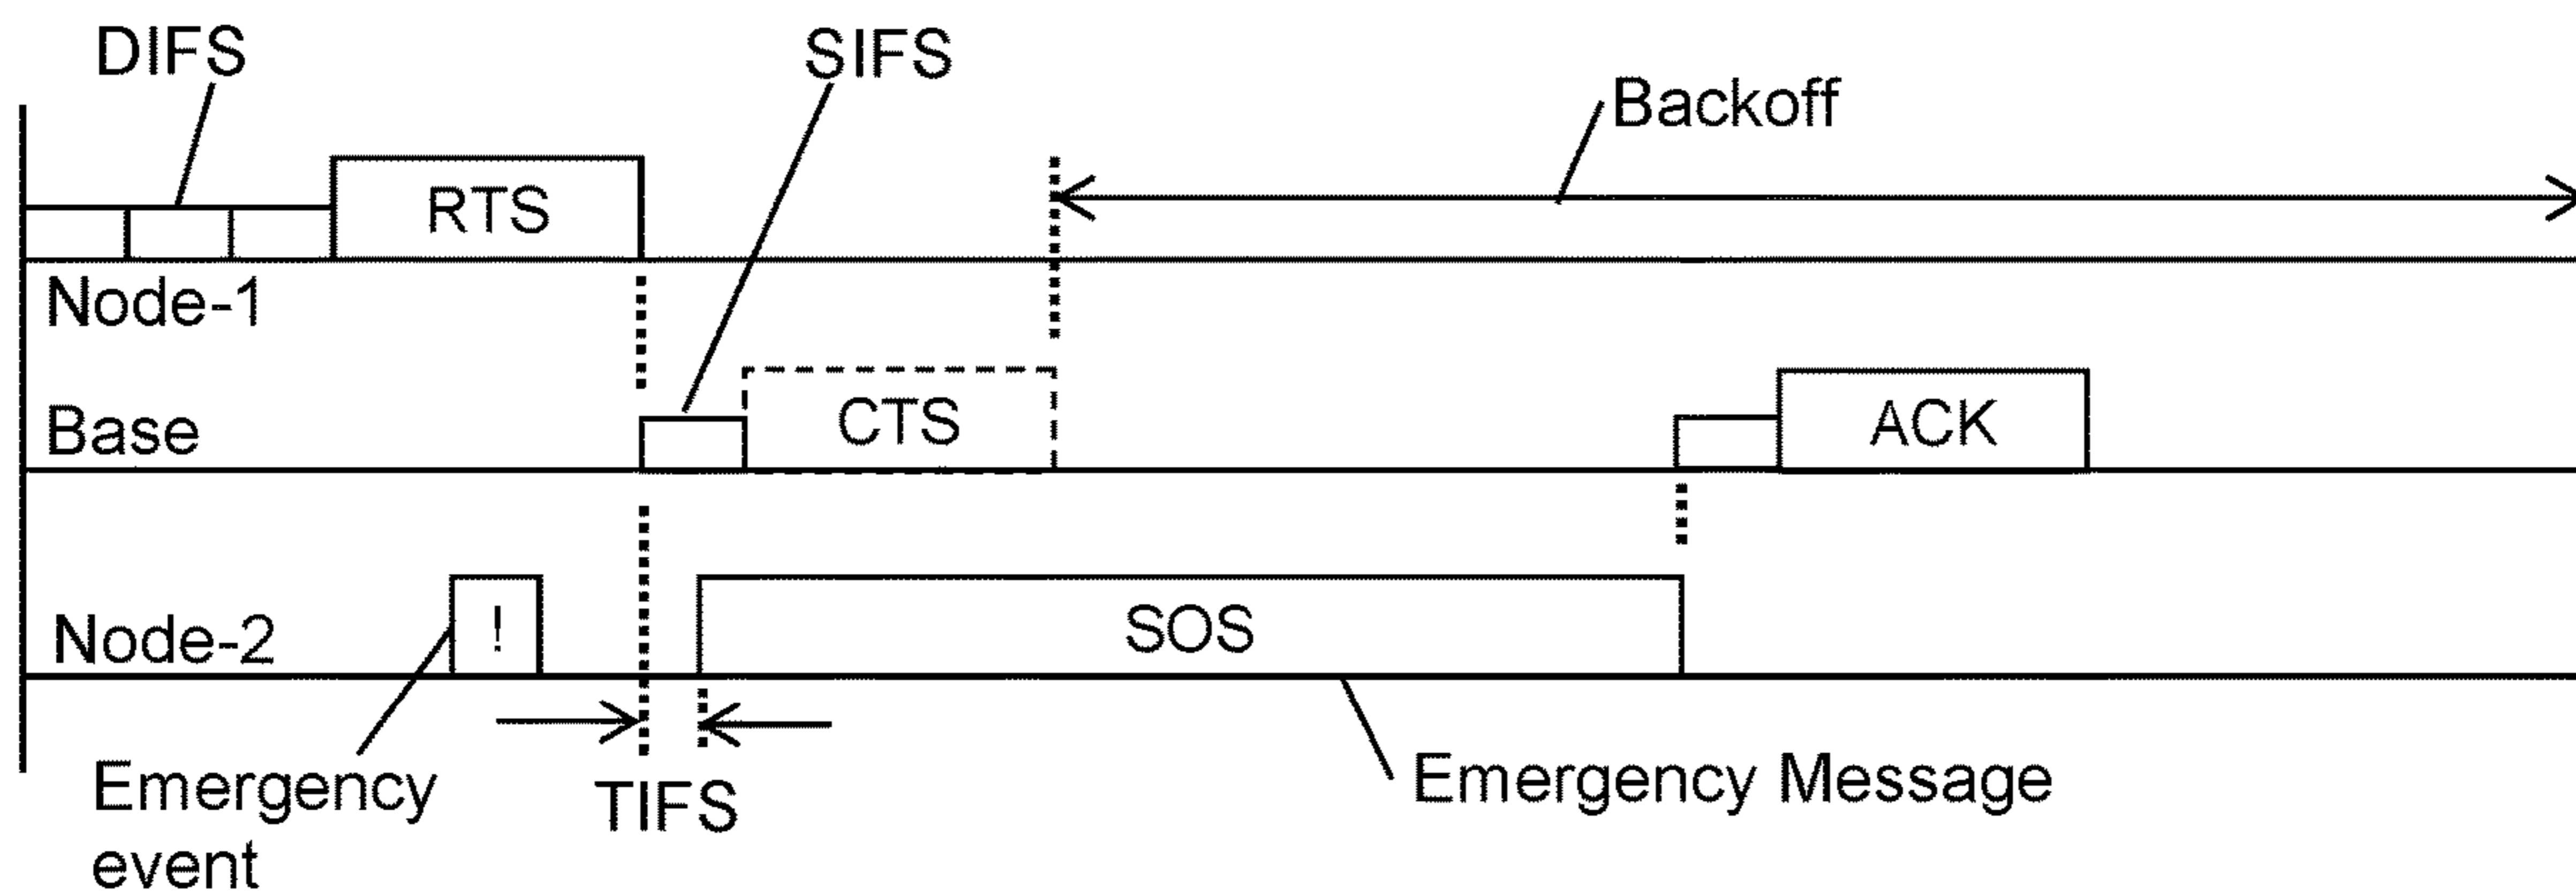 DIFS
SIFS
Backoff
RTS
Node-1
CTS
ACK
Base
!
SOS
Node-2
Emergency
event
TIFS
Emergency Message